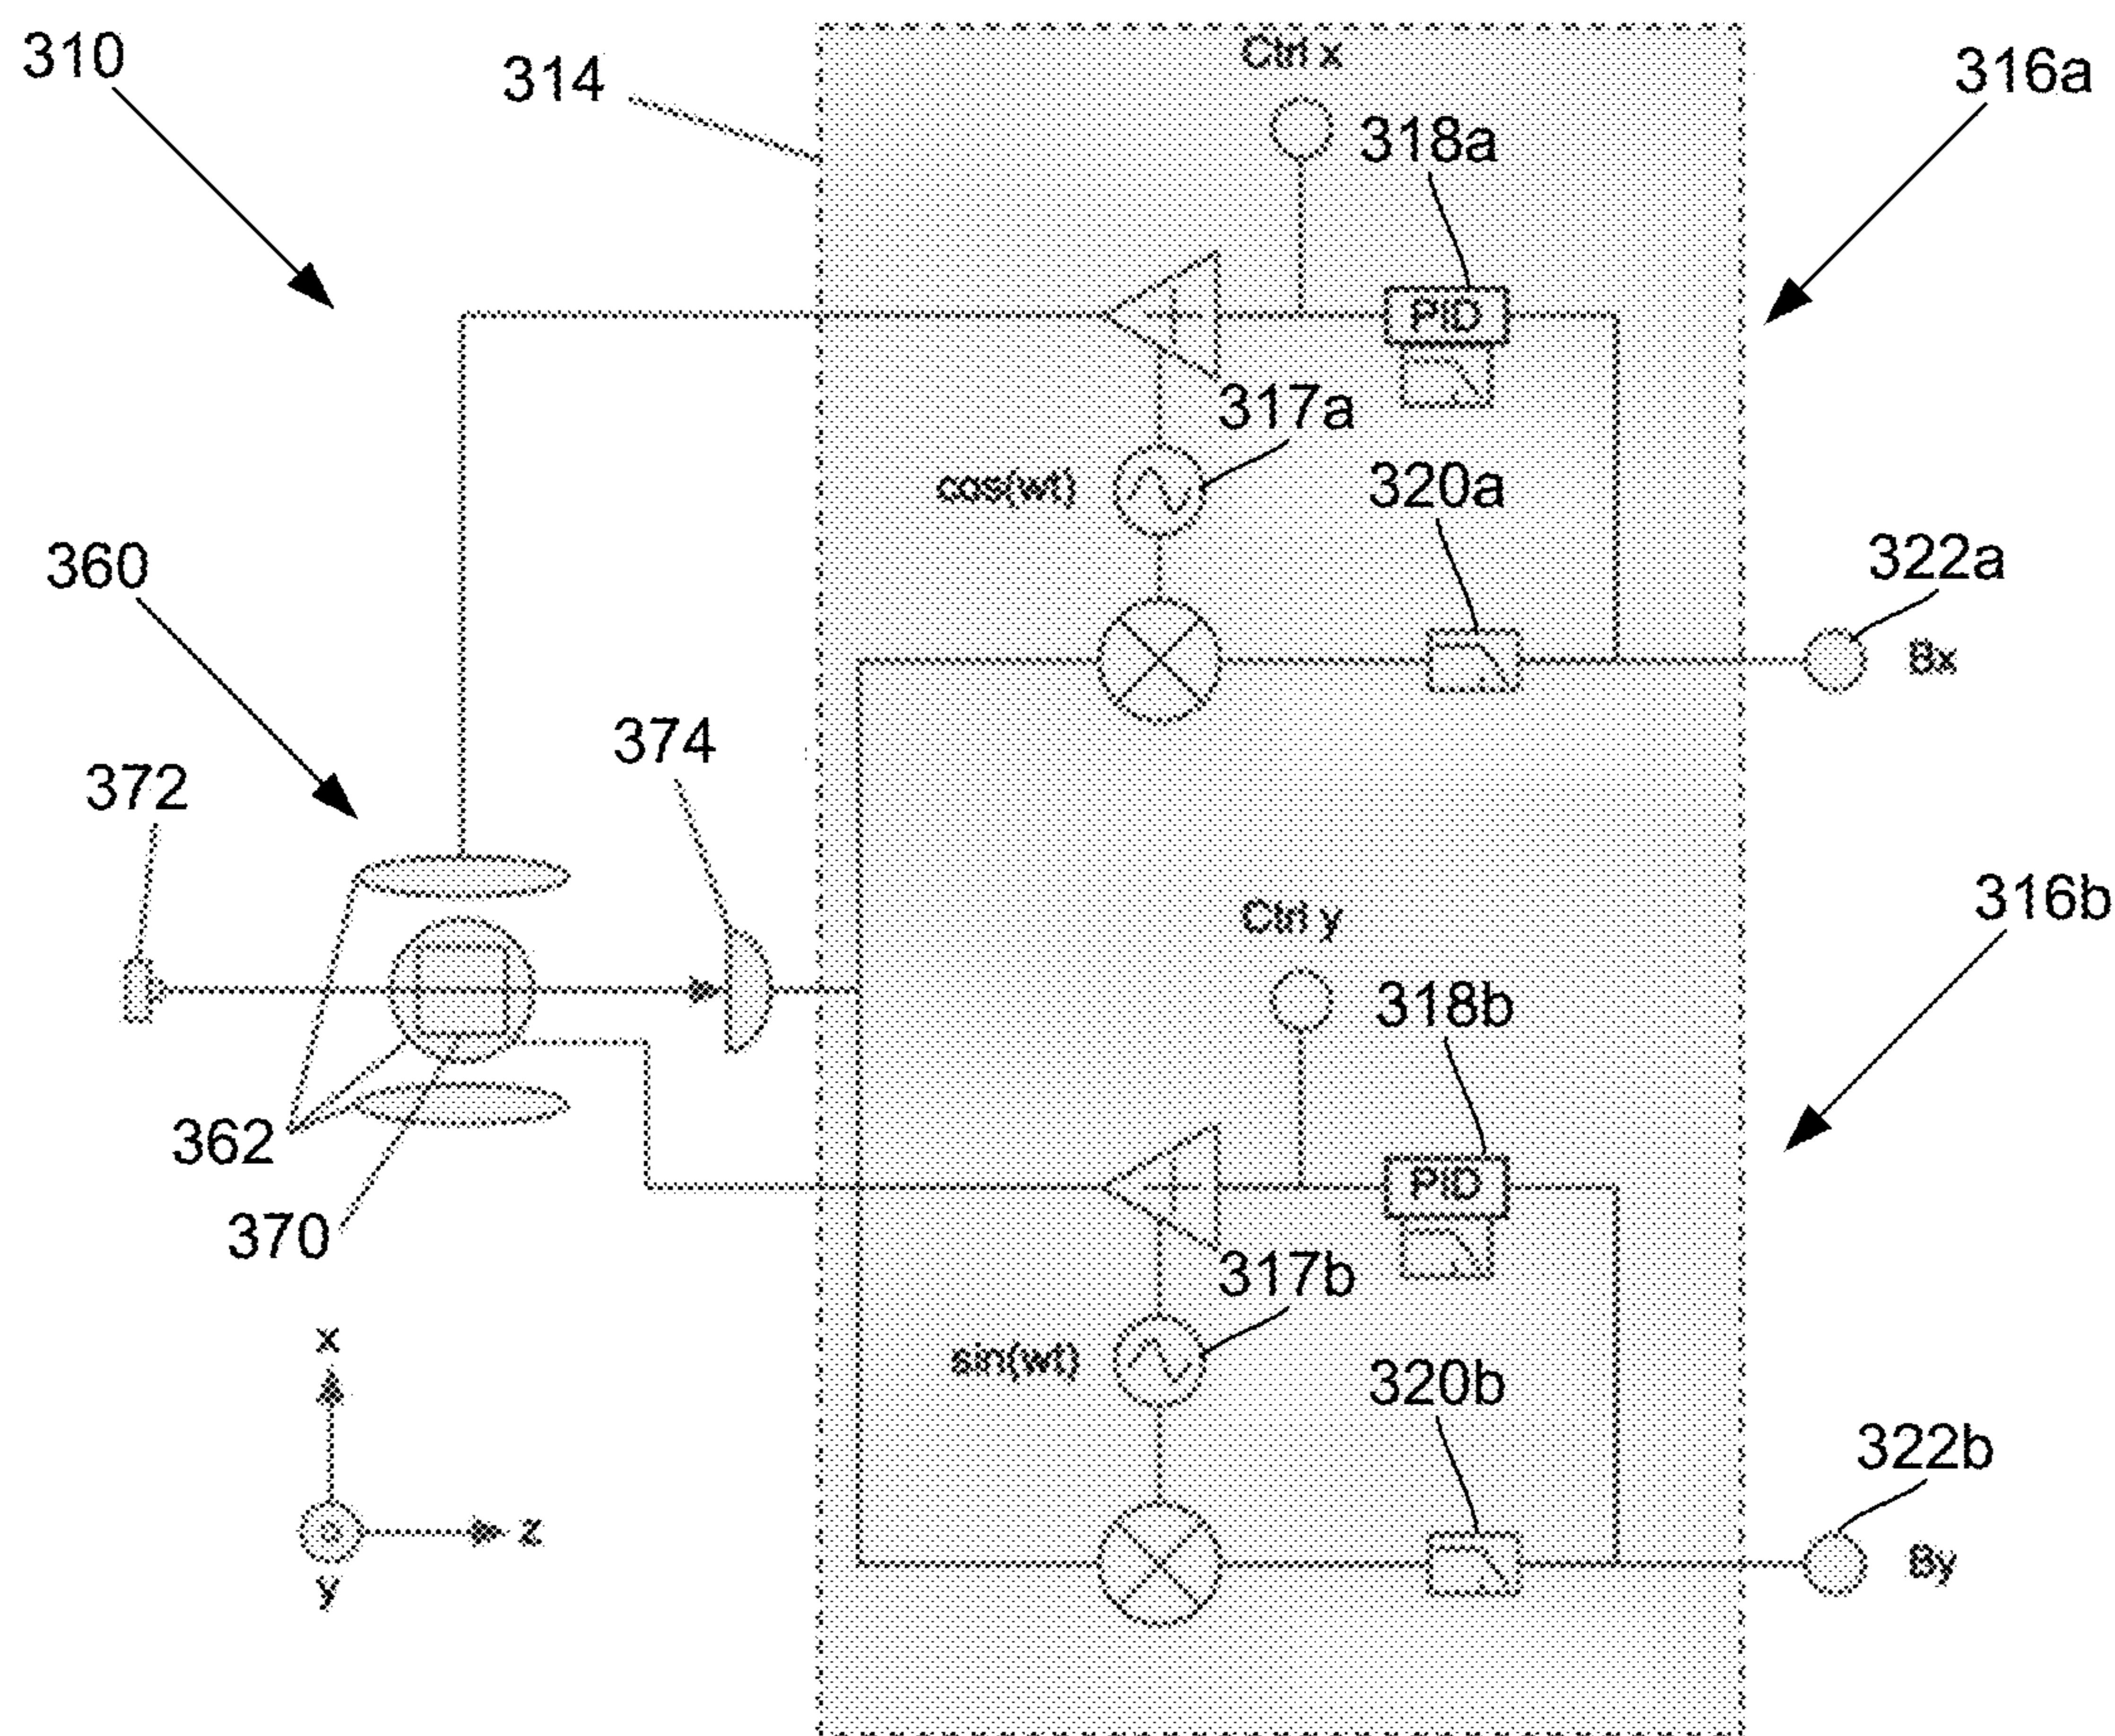 310
314
Ctrl x
316a
318a
PID
317a
cos(wt)
320a
360
322a
Bx
374
372
Ctrl y
316b
318b
362
PID
370
317b
x
sin(wt)
320b
322b
z
By
y